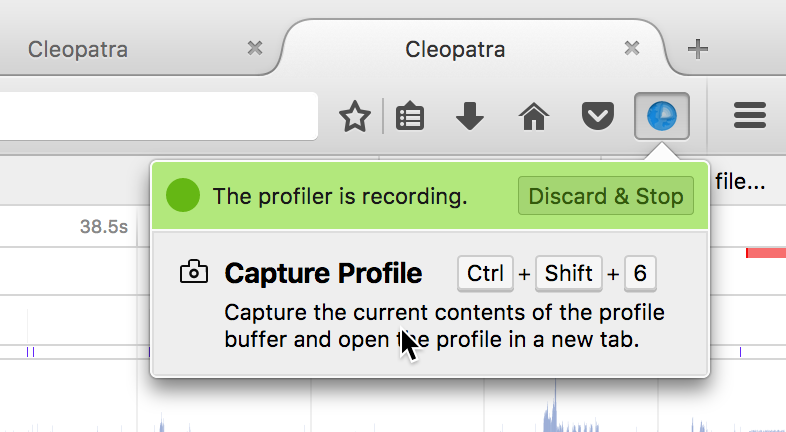 Cleopatra
Cleopatra
file...
The profiler is recording. Discard & Stop
38.5s
Capture Profile Ctrl + Shift + 6
Capture the current contents of the profile
buffer and open the profile in a new tab.